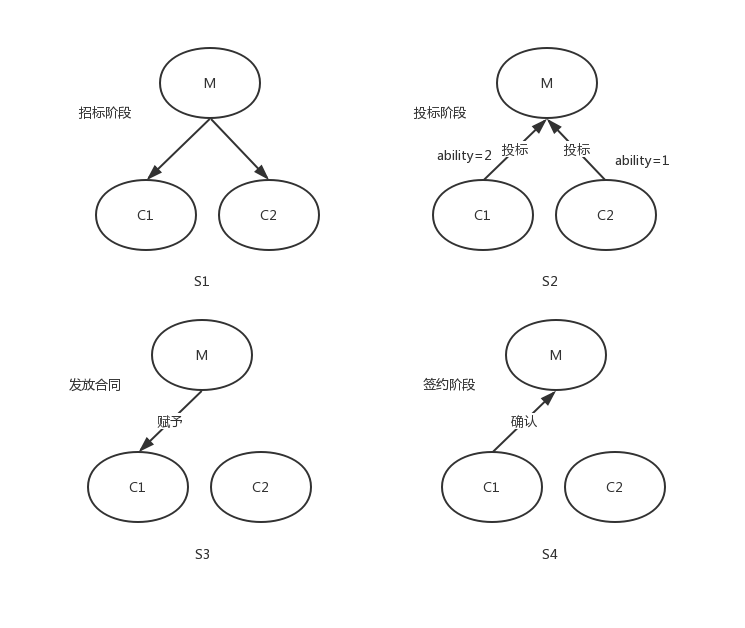 M
招标阶段
C1
C2
S1
M
投标阶段
ability=2
投标
投标
ability=1
C1
C2
S2
M
发放合同
赋予
C1
C2
S3
M
签约阶段
确认
C1
C2
S4